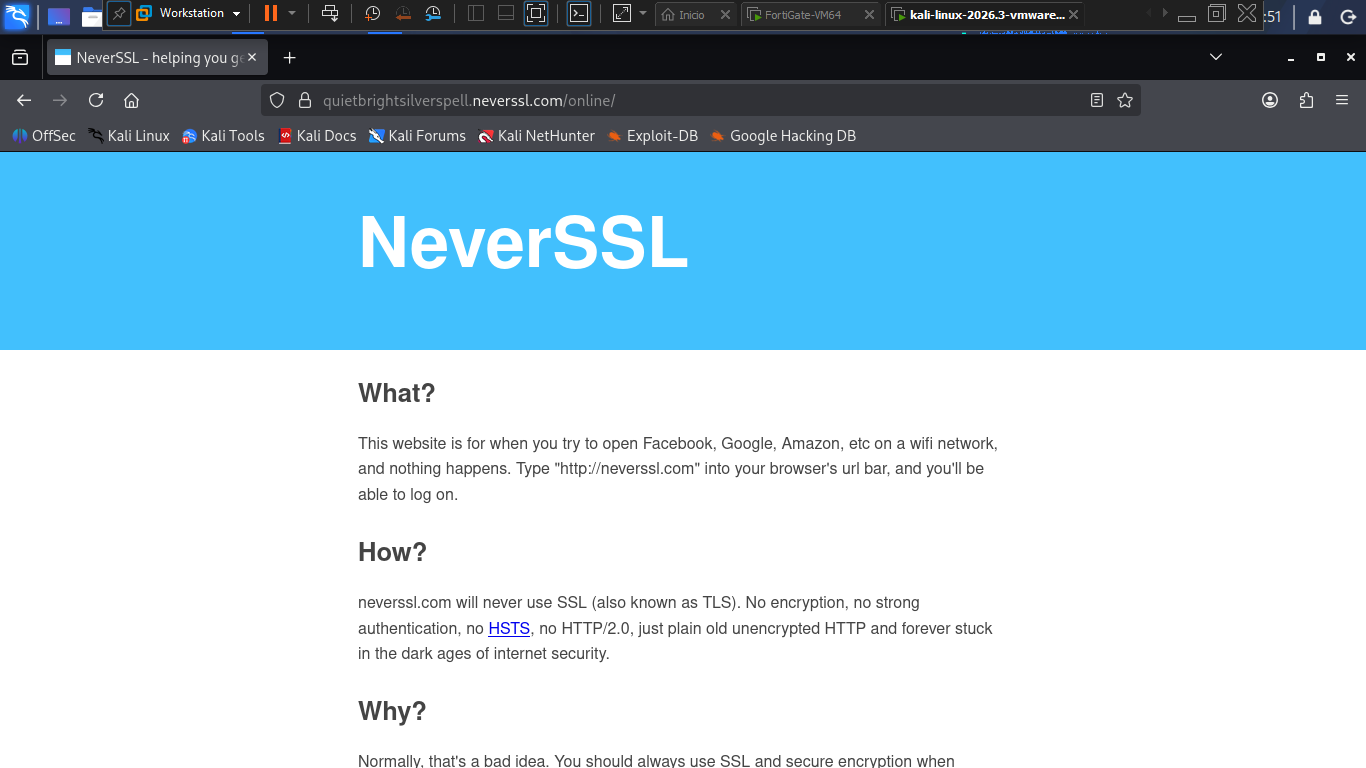 Workstation
Inicio
FortiGate-VM64
kali-linux-2026.3-vmware...
:51
NeverSSL - helping you ge
quietbrightsilverspell.neverssl.com/online/
OffSec
Kali Linux
Kali Tools
Kali Docs
Kali Forums
Kali NetHunter
Exploit-DB
Google Hacking DB
NeverSSL
What?
This website is for when you try to open Facebook, Google, Amazon, etc on a wifi network,
and nothing happens. Type "http://neverssl.com" into your browser's url bar, and you'll be
able to log on.
How?
neverssl.com will never use SSL (also known as TLS). No encryption, no strong
authentication, no HSTS, no HTTP/2.0, just plain old unencrypted HTTP and forever stuck
in the dark ages of internet security.
Why?
Normally, that's a bad idea. You should always use SSL and secure encryption when